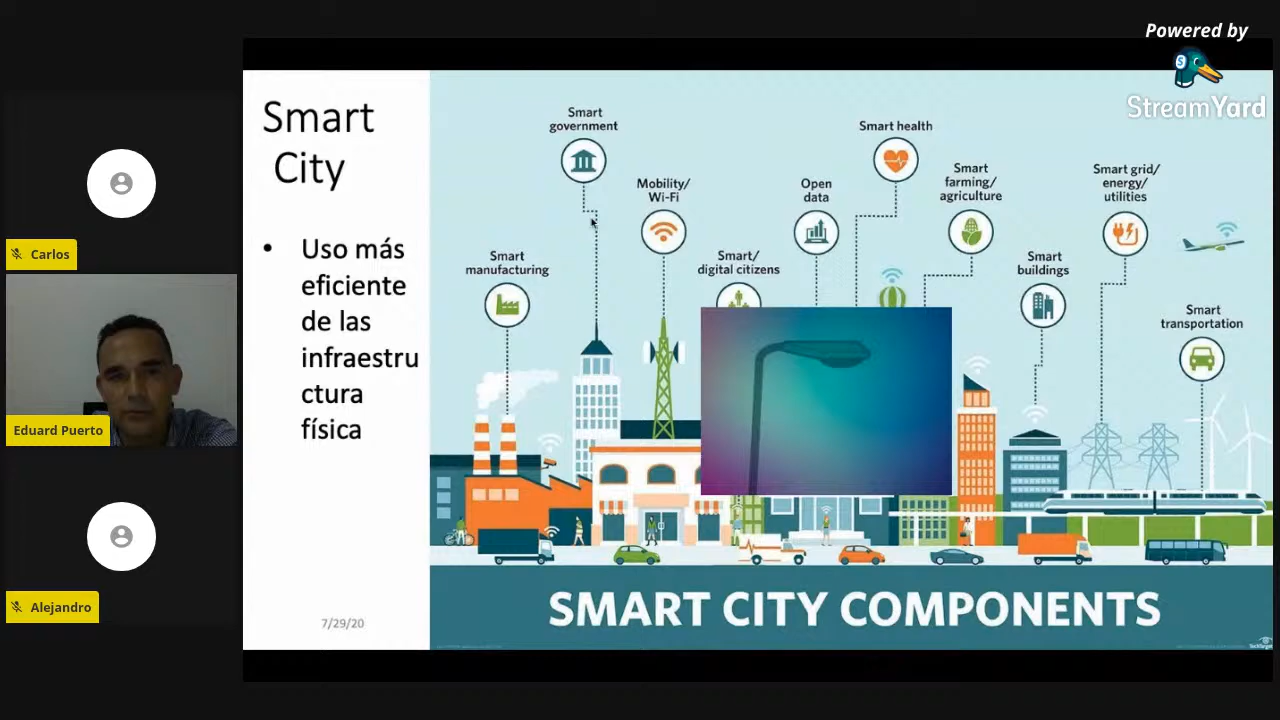 Powered by
StreamYard
Carlos
Eduard Puerto
Alejandro
Smart
City
• Uso más
eficiente
de las
infraestru
ctura
física
7/29/20
Smart
government
Smart health
Mobility/
Wi-Fi
Open
data
Smart
farming/
agriculture
Smart grid/
energy/
utilities
Smart
manufacturing
Smart/
digital citizens
Smart
buildings
Smart
transportation
SMART CITY COMPONENTS
TechTarget